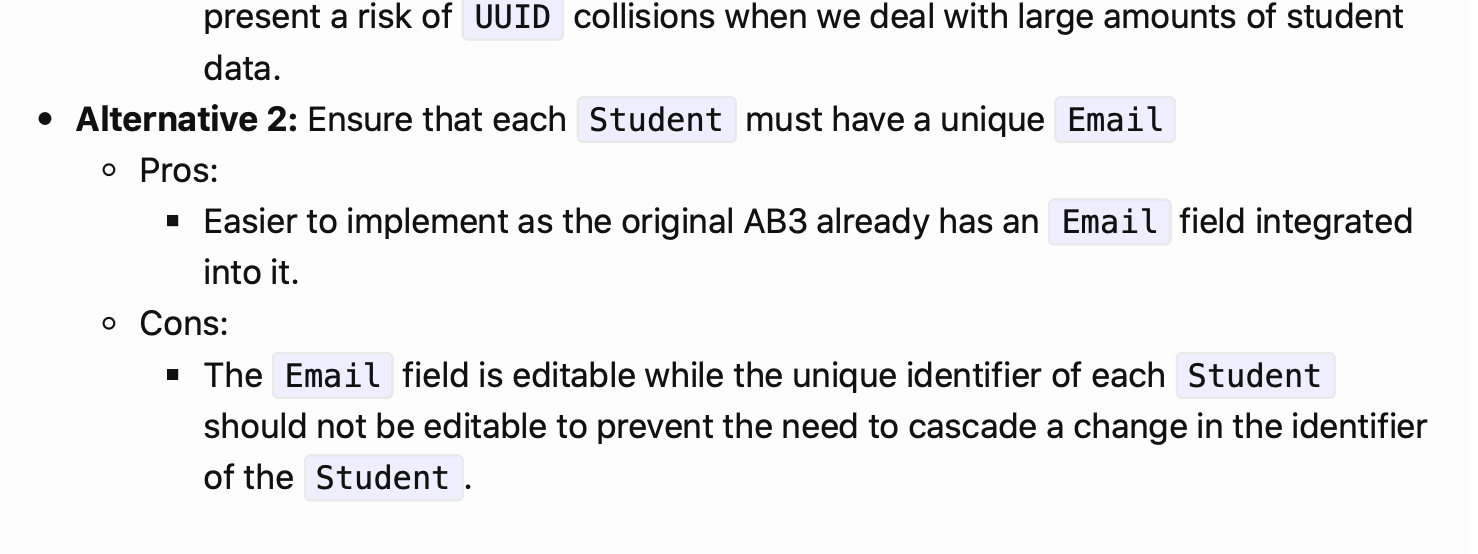 present a risk of UUID collisions when we deal with large amounts of student
data.
• Alternative 2: Ensure that each Student must have a unique Email
◦ Pros:
▪ Easier to implement as the original AB3 already has an Email field integrated
into it.
◦ Cons:
▪ The Email field is editable while the unique identifier of each Student
should not be editable to prevent the need to cascade a change in the identifier
of the Student.